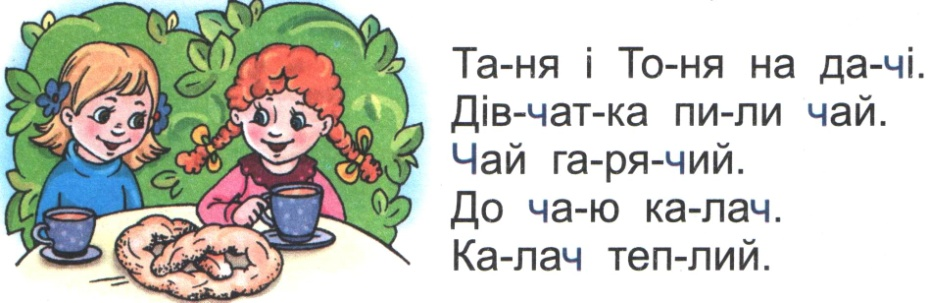 Та-ня і То-ня на да-чі.
Дів-чат-ка пи-ли чай.
Чай га-ря-чий.
До ча-ю ка-лач.
Ка-лач теп-лий.